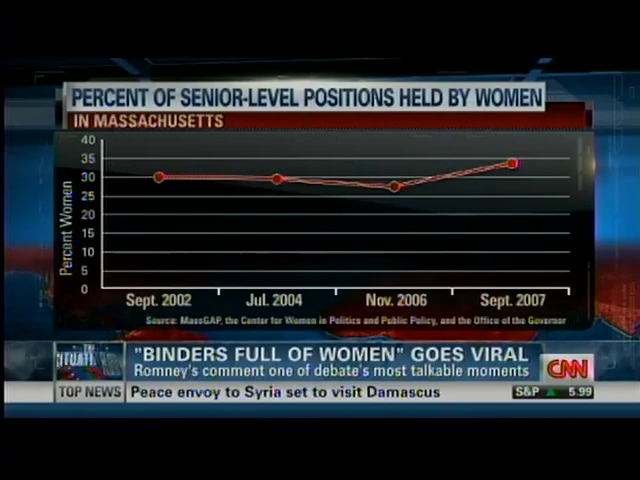 PERCENT OF SENIOR-LEVEL POSITIONS HELD BY WOMEN
IN MASSACHUSETTS
Percent Women
40
35
30
25
20
15
10
5
0
Sept. 2002 Jul. 2004 Nov. 2006 Sept. 2007
Source: MassGAP, the Center for Women in Politics and Public Policy, and the Office of the Governor
"BINDERS FULL OF WOMEN" GOES VIRAL
Romney's comment one of debate's most talkable moments
CNN
TOP NEWS Peace envoy to Syria set to visit Damascus S&P ▲ 5.99